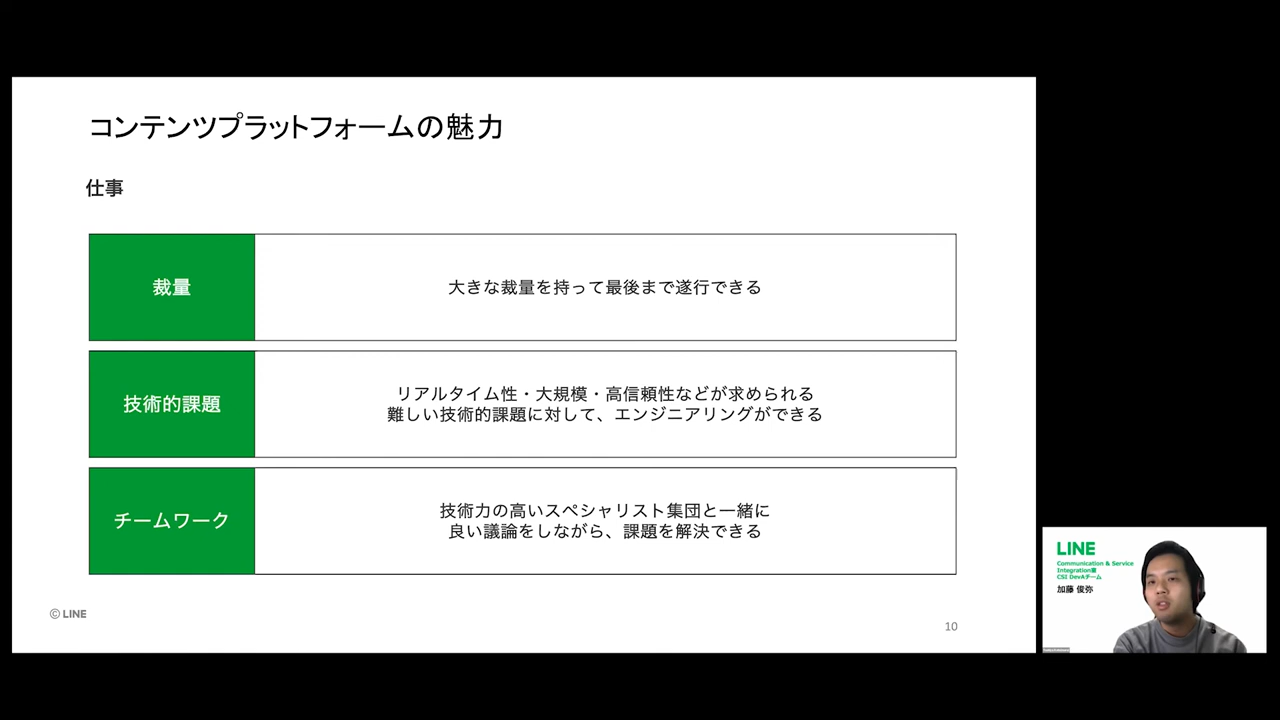 コンテンツプラットフォームの魅力
仕事
裁量
大きな裁量を持って最後まで遂行できる
技術的課題
リアルタイム性・大規模・高信頼性などが求められる
難しい技術的課題に対して、エンジニアリングができる
チームワーク
技術力の高いスペシャリスト集団と一緒に
良い議論をしながら、課題を解決できる
© LINE
10
LINE
Communication & Service
Integration室
CSI DevAチーム
加藤 俊弥